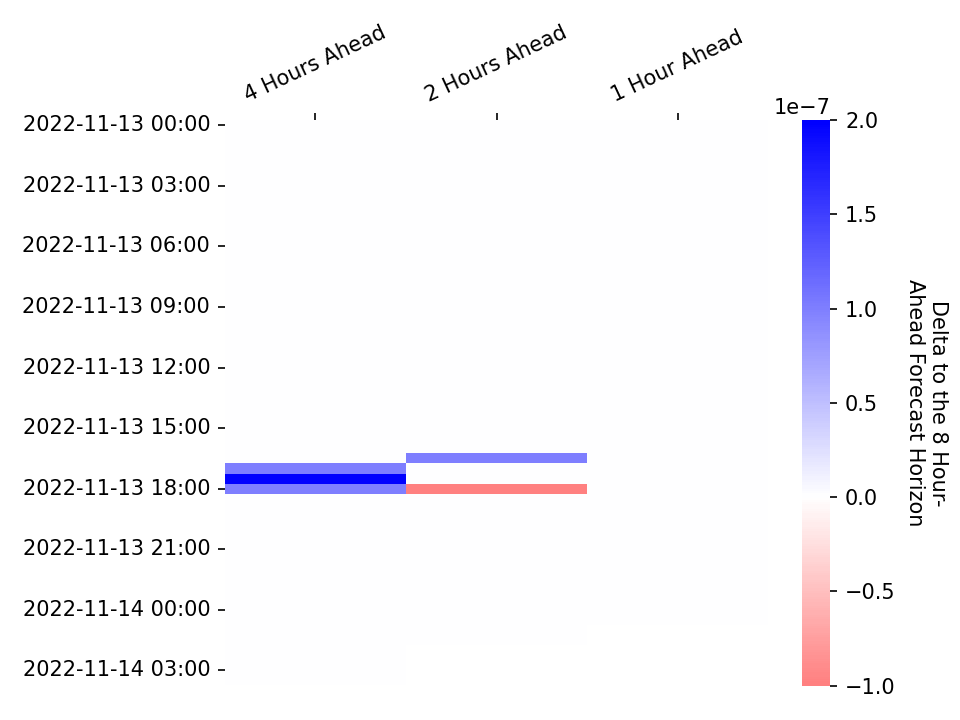 4 Hours Ahead
2 Hours Ahead
1 Hour Ahead
2022-11-13 00:00
2022-11-13 03:00
2022-11-13 06:00
2022-11-13 09:00
2022-11-13 12:00
2022-11-13 15:00
2022-11-13 18:00
2022-11-13 21:00
2022-11-14 00:00
2022-11-14 03:00
1e−7
2.0
1.5
1.0
0.5
0.0
−0.5
−1.0
Delta to the 8 Hour-
Ahead Forecast Horizon